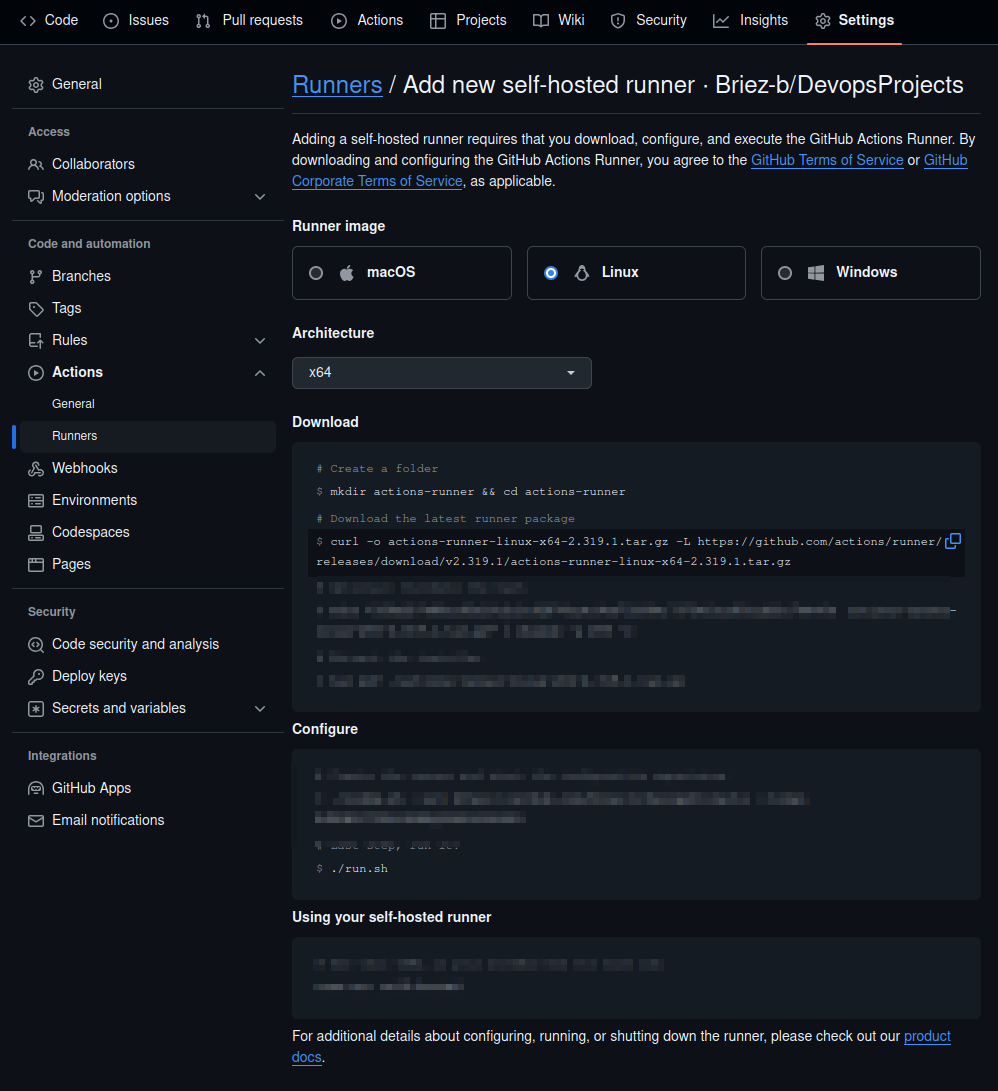 Code Issues Pull requests Actions Projects Wiki Security Insights Settings
General
Access
Collaborators
Moderation options
Code and automation
Branches
Tags
Rules
Actions
General
Runners
Webhooks
Environments
Codespaces
Pages
Security
Code security and analysis
Deploy keys
Secrets and variables
Integrations
GitHub Apps
Email notifications
Runners / Add new self-hosted runner · Briez-b/DevopsProjects
Adding a self-hosted runner requires that you download, configure, and execute the GitHub Actions Runner. By
downloading and configuring the GitHub Actions Runner, you agree to the GitHub Terms of Service or GitHub
Corporate Terms of Service, as applicable.
Runner image
macOS Linux Windows
Architecture
x64
Download
# Create a folder
$ mkdir actions-runner && cd actions-runner
# Download the latest runner package
$ curl -o actions-runner-linux-x64-2.319.1.tar.gz -L https://github.com/actions/runner/
releases/download/v2.319.1/actions-runner-linux-x64-2.319.1.tar.gz
Configure
$ ./run.sh
Using your self-hosted runner
For additional details about configuring, running, or shutting down the runner, please check out our product
docs.